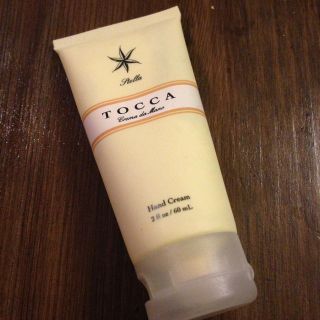 Stella
TOCCA
Crema da Mano
Hand Cream
2 fl oz / 60 mL